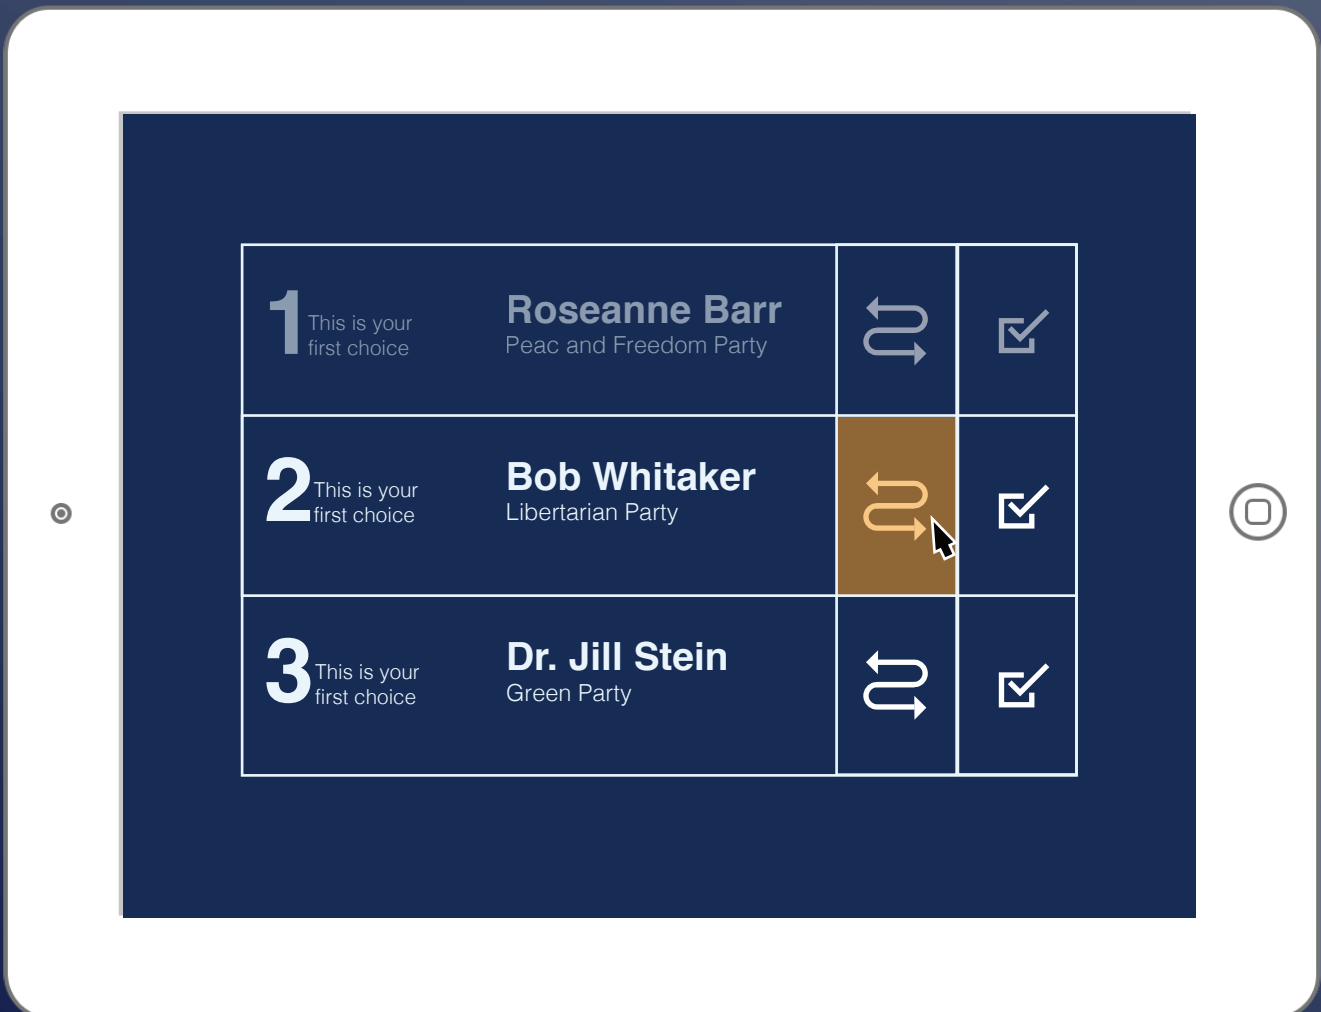 1 This is your
first choice
Roseanne Barr
Peac and Freedom Party
2 This is your
first choice
Bob Whitaker
Libertarian Party
3 This is your
first choice
Dr. Jill Stein
Green Party